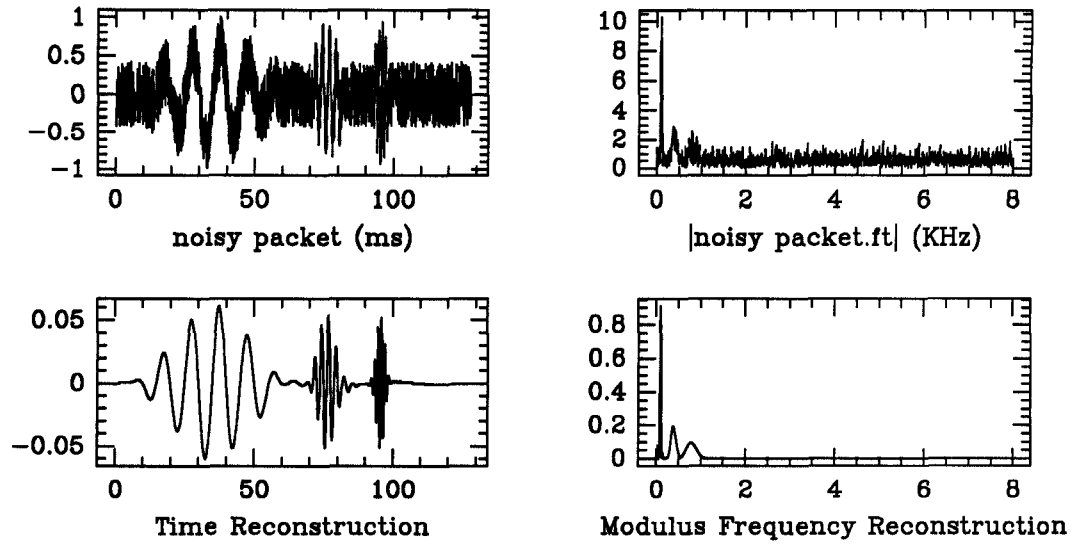 1
0.5
0
−0.5
−1
0 50 100
noisy packet (ms)
10
8
6
4
2
0
0 2 4 6 8
|noisy packet.ft| (KHz)
0.05
0
−0.05
0 50 100
Time Reconstruction
0.8
0.6
0.4
0.2
0
0 2 4 6 8
Modulus Frequency Reconstruction